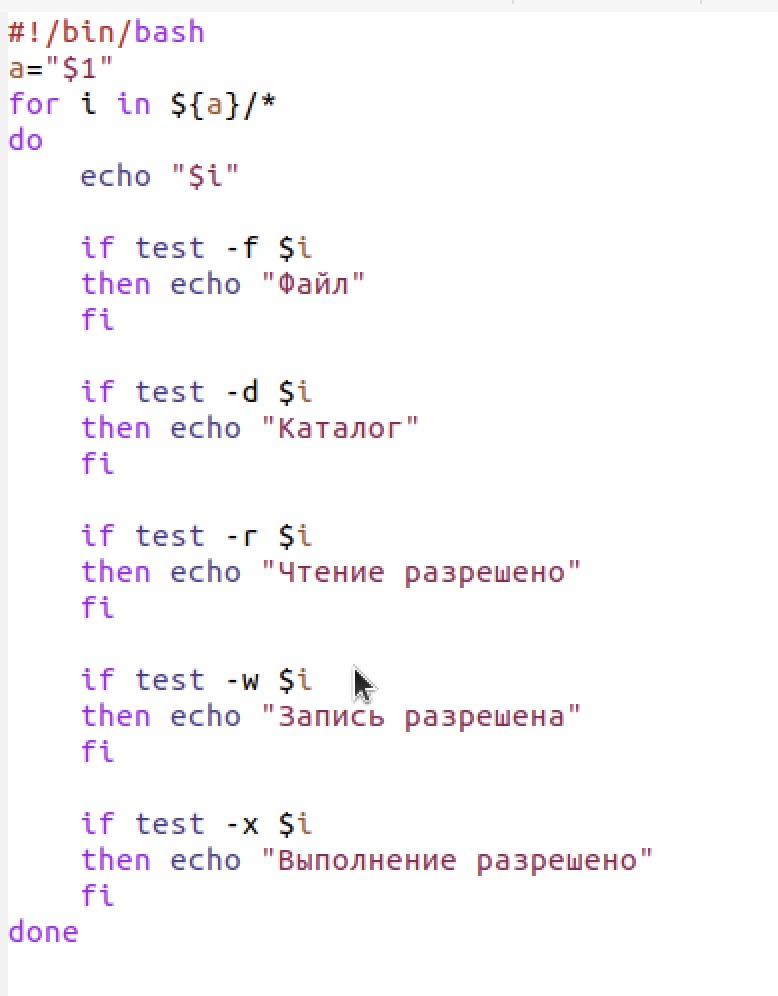 #!/bin/bash
a="$1"
for i in ${a}/*
do
    echo "$i"

    if test -f $i
    then echo "Файл"
    fi

    if test -d $i
    then echo "Каталог"
    fi

    if test -r $i
    then echo "Чтение разрешено"
    fi

    if test -w $i
    then echo "Запись разрешена"
    fi

    if test -x $i
    then echo "Выполнение разрешено"
    fi
done